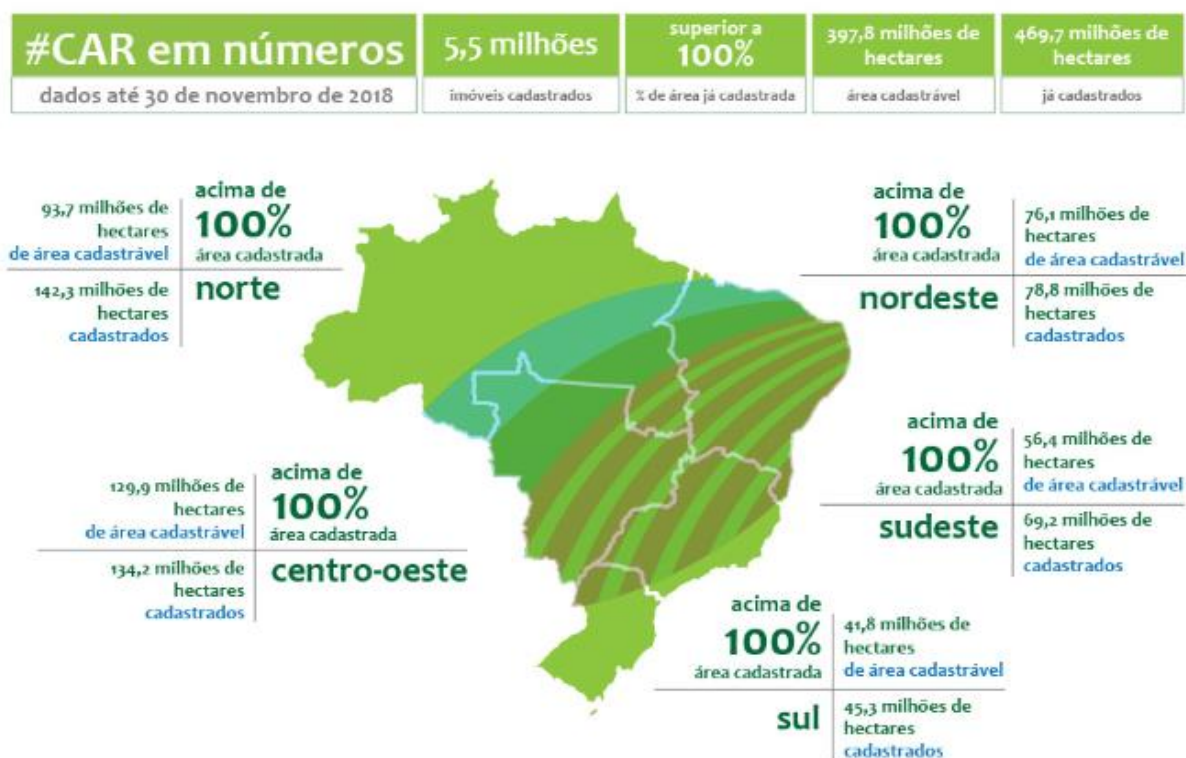 #CAR em números
dados até 30 de novembro de 2018
5,5 milhões
imóveis cadastrados
superior a
100%
% de área já cadastrada
397,8 milhões de
hectares
área cadastrável
469,7 milhões de
hectares
já cadastrados
93,7 milhões de
hectares
de área cadastrável
142,3 milhões de
hectares
cadastrados
acima de
100%
área cadastrada
norte
acima de
100%
área cadastrada
nordeste
76,1 milhões de
hectares
de área cadastrável
78,8 milhões de
hectares
cadastrados
129,9 milhões de
hectares
de área cadastrável
134,2 milhões de
hectares
cadastrados
acima de
100%
área cadastrada
centro-oeste
acima de
100%
área cadastrada
sudeste
56,4 milhões de
hectares
de área cadastrável
69,2 milhões de
hectares
cadastrados
acima de
100%
área cadastrada
sul
41,8 milhões de
hectares
de área cadastrável
45,3 milhões de
hectares
cadastrados